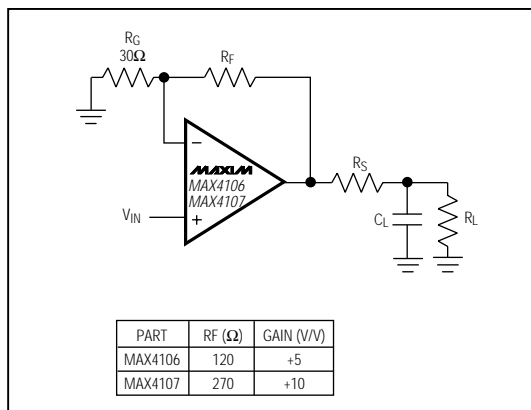 RG
30Ω
RF
−
MAXIM
MAX4106
MAX4107
RS
VIN
+
CL
RL
PART RF (Ω) GAIN (V/V)
MAX4106 120 +5
MAX4107 270 +10